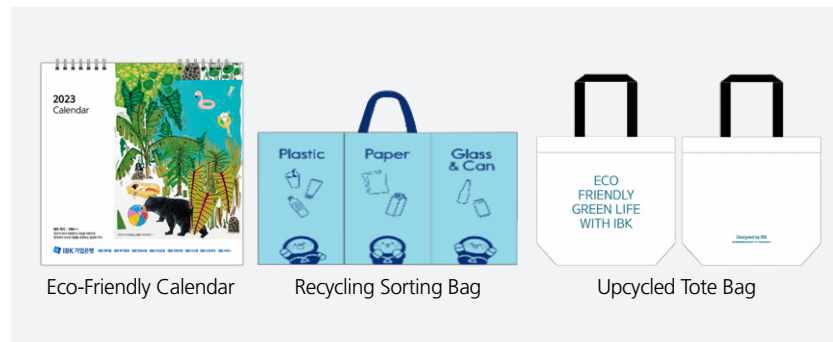 2023
Calendar
IBK기업은행
Plastic
Paper
Glass
& Can
ECO
FRIENDLY
GREEN LIFE
WITH IBK
Designed by IBK
Eco-Friendly Calendar
Recycling Sorting Bag
Upcycled Tote Bag